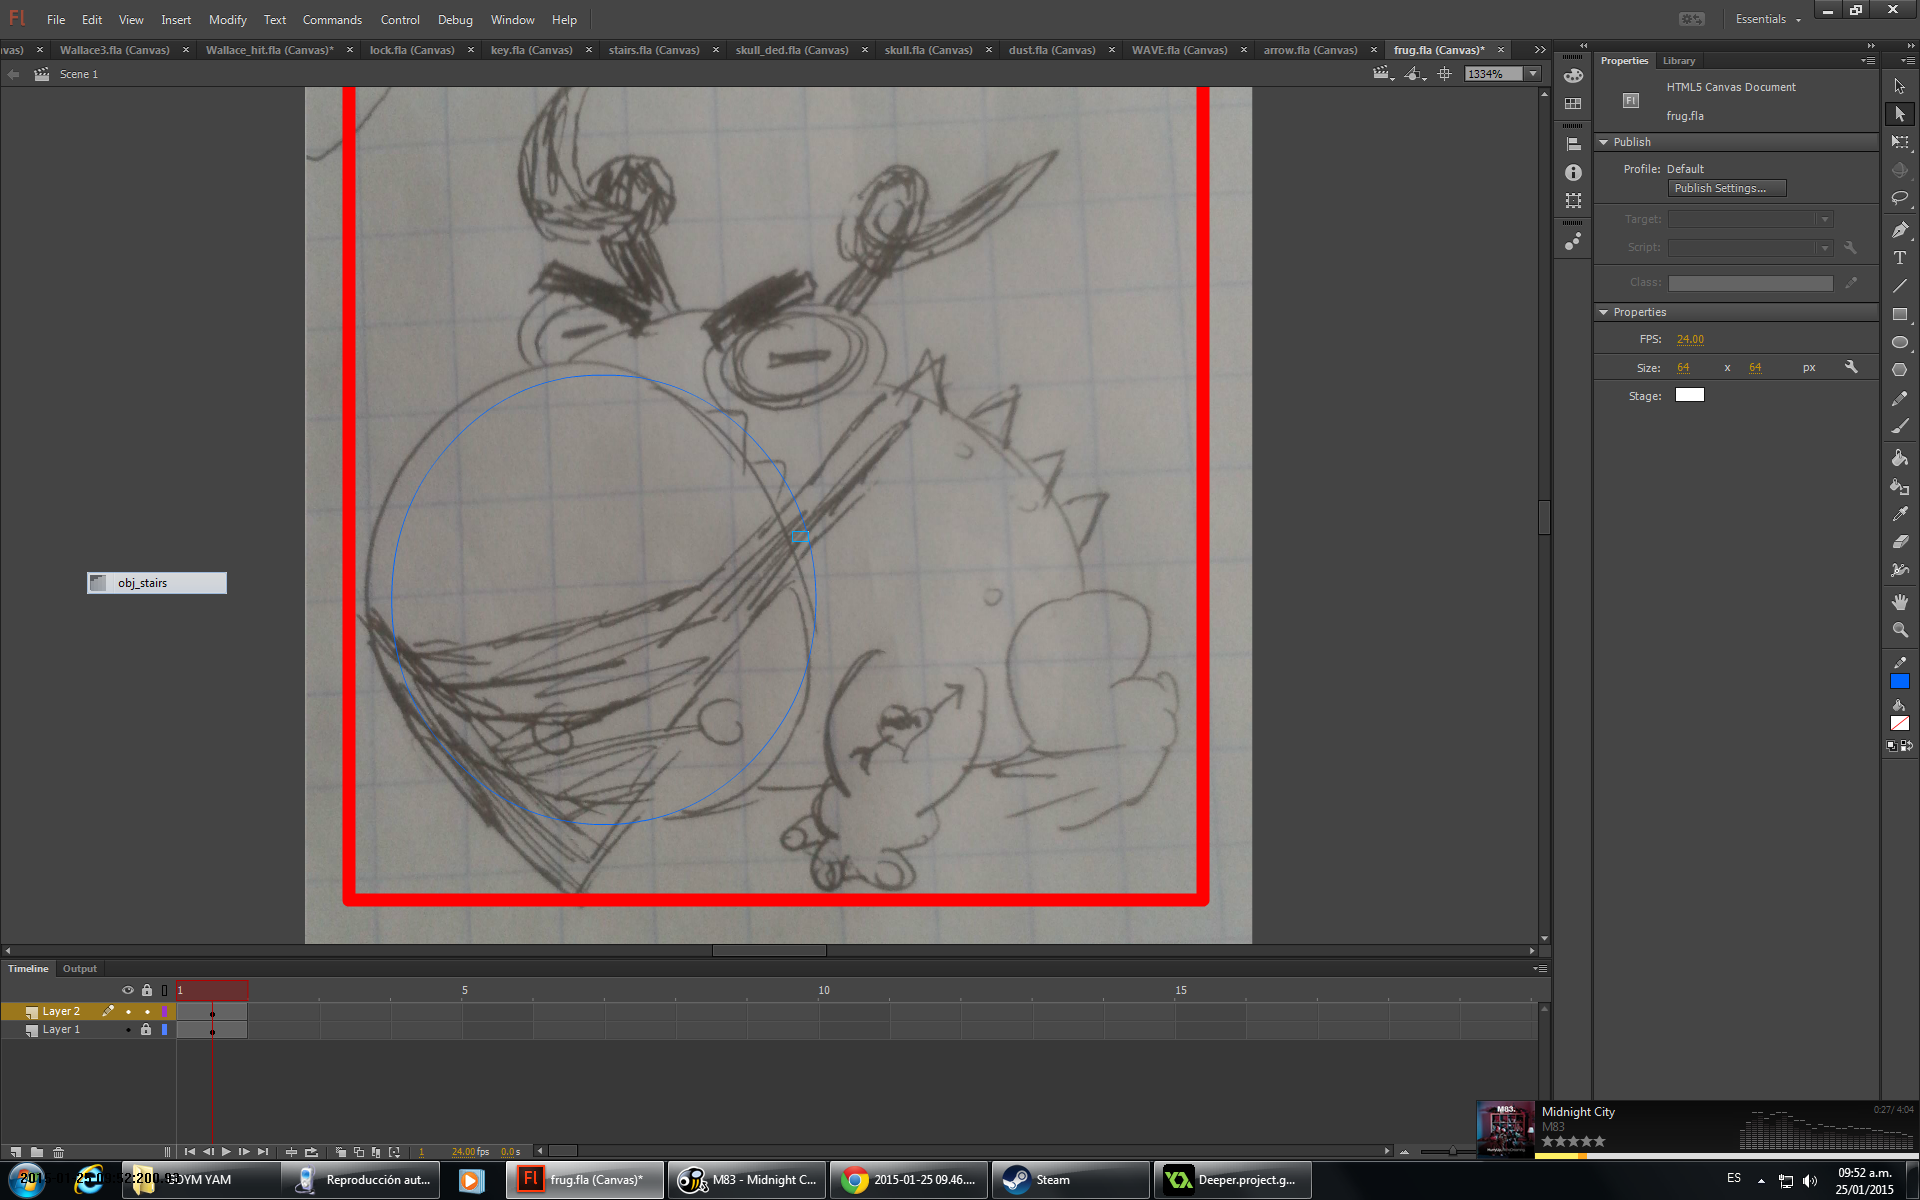 Fl File Edit View Insert Modify Text Commands Control Debug Window Help Essentials
vas) × Wallace3.fla (Canvas) × Wallace_hit.fla (Canvas)* × lock.fla (Canvas) × key.fla (Canvas) × stairs.fla (Canvas) × skull_ded.fla (Canvas) × skull.fla (Canvas) × dust.fla (Canvas) × WAVE.fla (Canvas) × arrow.fla (Canvas) × frug.fla (Canvas)* ×
Scene 1 1334%
Properties Library
HTML5 Canvas Document
Fl
frug.fla
Publish
Profile: Default
Publish Settings...
Target:
Script:
Class:
Properties
FPS: 24.00
Size: 64 x 64 px
Stage:
obj_stairs
Timeline Output
1 5 10 15
Layer 2
Layer 1
1 24.00 fps 0.0 s
M83.
Midnight City 0:27/ 4:04
M83
DYM YAM
Reproducción aut...
Fl frug.fla (Canvas)*
M83 - Midnight C...
2015-01-25 09.46....
Steam
Deeper.project.g...
ES
09:52 a.m.
25/01/2015